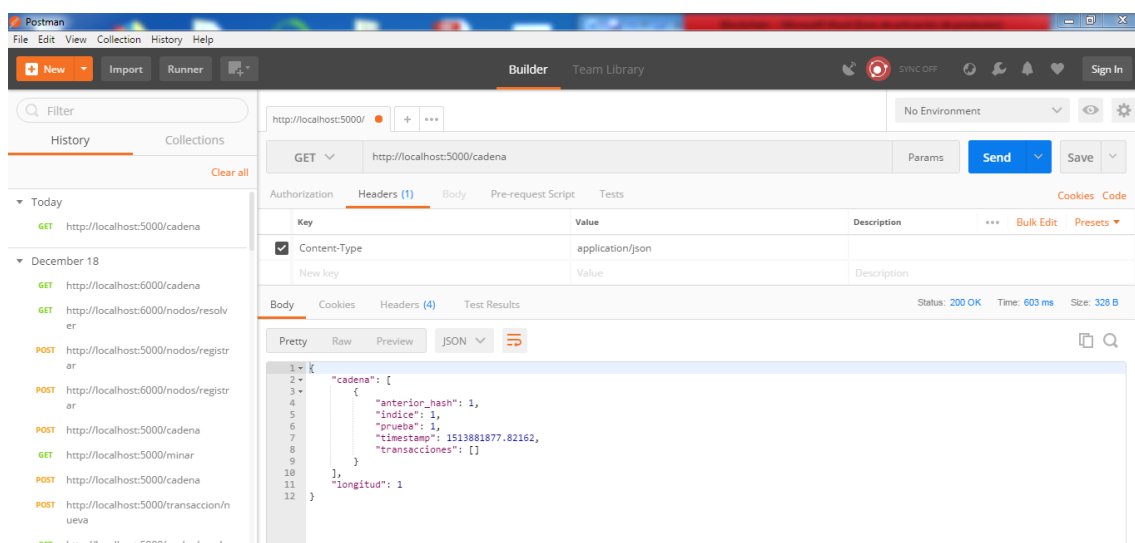 Postman
File Edit View Collection History Help
New Import Runner Builder Team Library SYNC OFF Sign In
Filter
History Collections
Clear all
Today
GET http://localhost:5000/cadena
December 18
GET http://localhost:6000/cadena
GET http://localhost:6000/nodos/resolv
er
POST http://localhost:5000/nodos/registr
ar
POST http://localhost:6000/nodos/registr
ar
POST http://localhost:5000/cadena
GET http://localhost:5000/minar
POST http://localhost:5000/cadena
POST http://localhost:5000/transaccion/n
ueva
http://localhost:5000/ + •••
No Environment
GET http://localhost:5000/cadena Params Send Save
Authorization Headers (1) Body Pre-request Script Tests Cookies Code
Key Value Description ••• Bulk Edit Presets
Content-Type application/json
New key Value Description
Body Cookies Headers (4) Test Results Status: 200 OK Time: 603 ms Size: 328 B
Pretty Raw Preview JSON
1 {
2 "cadena": [
3 {
4 "anterior_hash": 1,
5 "indice": 1,
6 "prueba": 1,
7 "timestamp": 1513881877.82162,
8 "transacciones": []
9 }
10 ],
11 "longitud": 1
12 }